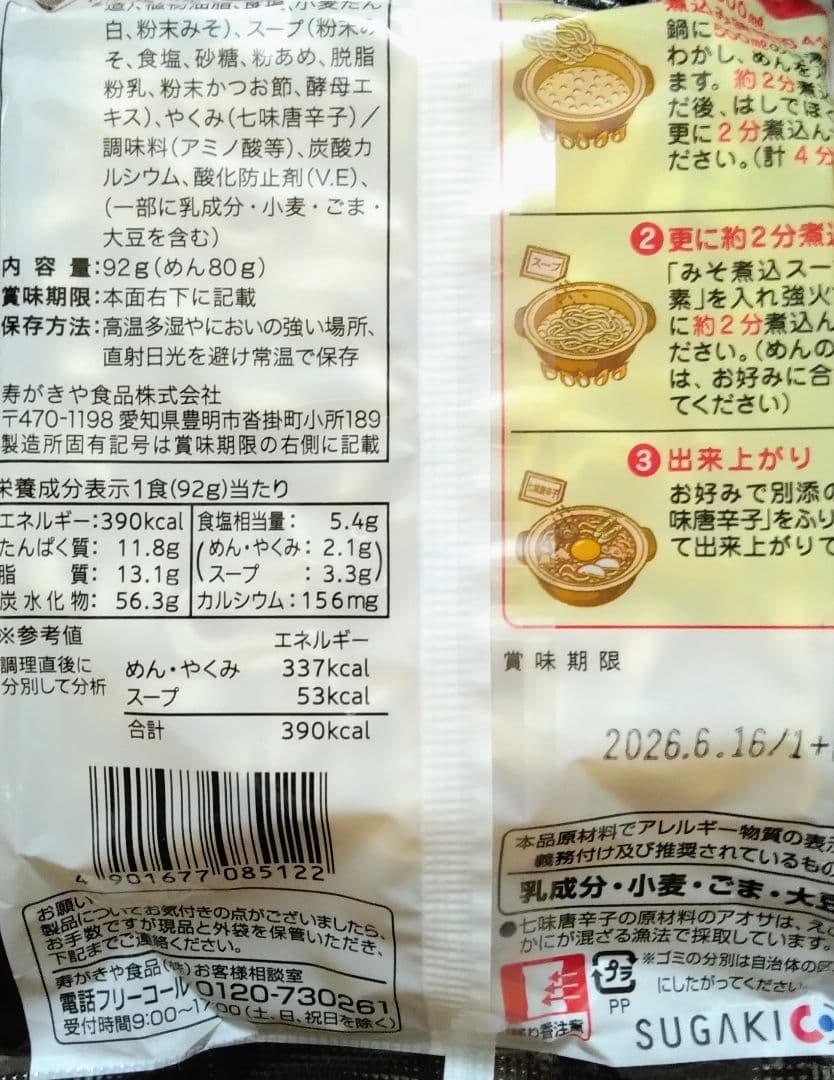 白、粉末みそ)、スープ(粉末み
そ、食塩、砂糖、粉あめ、脱脂
粉乳、粉末かつお節、酵母エ
キス)、やくみ(七味唐辛子)/
調味料(アミノ酸等)、炭酸カ
ルシウム、酸化防止剤(V.E)、
(一部に乳成分・小麦・ごま・
大豆を含む)
内容量:92g(めん80g)
賞味期限:本面右下に記載
保存方法:高温多湿やにおいの強い場所、
直射日光を避け常温で保存
寿がきや食品株式会社
〒470-1198 愛知県豊明市沓掛町小所189
製造所固有記号は賞味期限の右側に記載
栄養成分表示1食(92g)当たり
エネルギー:390kcal
たんぱく質: 11.8g
脂質: 13.1g
炭水化物: 56.3g
食塩相当量: 5.4g
(めん・やくみ: 2.1g
スープ: 3.3g)
カルシウム:156mg
※参考値
調理直後に
分別して分析
エネルギー
めん・やくみ 337kcal
スープ 53kcal
合計 390kcal
4 901677 085122
お願い
製品についてお気付きの点がございましたら、
お手数ですが現品と外袋を保管いただき、
下記までご連絡ください。
寿がきや食品(株)お客様相談室
電話フリーコール 0120-730261
受付時間9:00~17:00(土、日、祝日を除く)
鍋に500mlの
わかし、めんを
ます。約2分煮
だ後、はしでほ
更に2分煮込ん
ださい。(計4分
❷更に約2分煮込
スープ
「みそ煮込スー
素」を入れ強火
に約2分煮込ん
ださい。(めんの
は、お好みに合
てください)
❸出来上がり
七味唐辛子
お好みで別添の
味唐辛子」をふり
て出来上がりで
賞味期限
2026.6.16/1+
本品原材料でアレルギー物質の表示
義務付け及び推奨されているもの
乳成分・小麦・ごま・大豆
●七味唐辛子の原材料のアオサは、えび
かにが混ざる漁法で採取しています。
プラ
PP
※ゴミの分別は自治体の区
にしたがってください
SUGAKICO